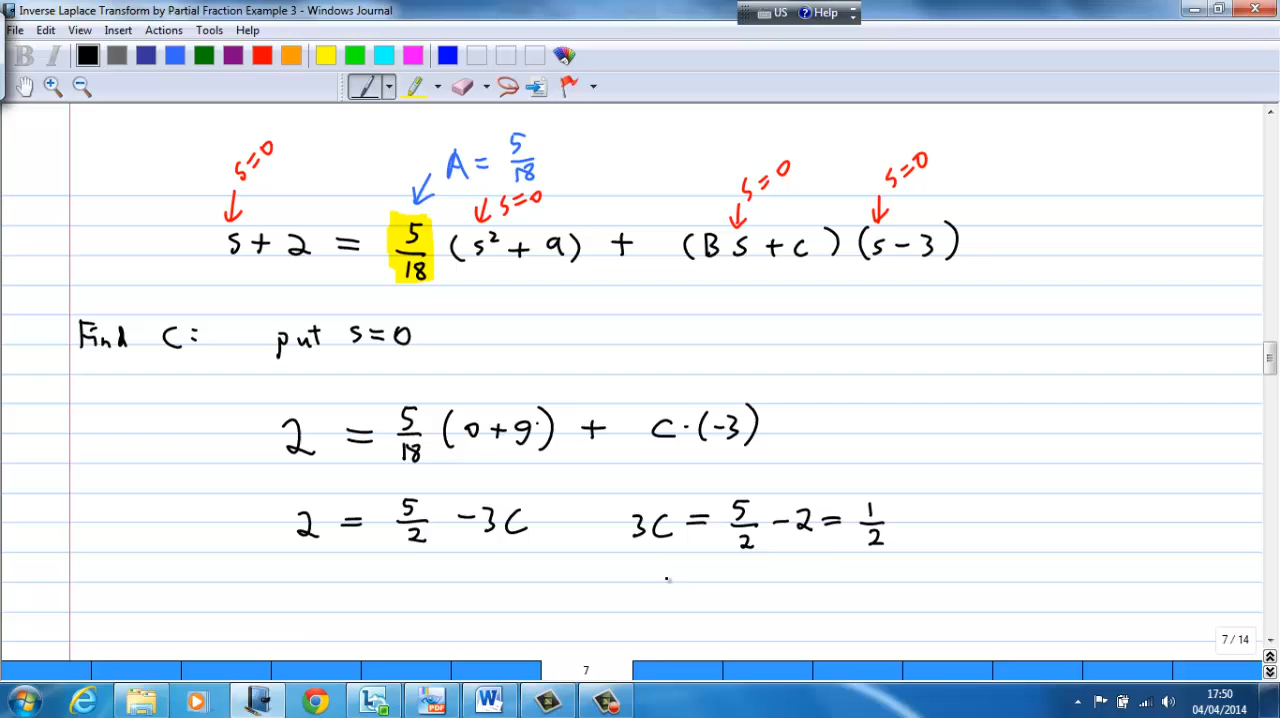 Inverse Laplace Transform by Partial Fraction Example 3 - Windows Journal
US Help
File Edit View Insert Actions Tools Help
B I
A = 5/18
s=0 s=0 s=0 s=0
s + 2 = 5/18 (s² + 9) + (Bs + c)(s - 3)
Find C: put s=0
2 = 5/18 (0+9) + C·(-3)
2 = 5/2 -3C 3C = 5/2 - 2 = 1/2
7 / 14
7
17:50
04/04/2014